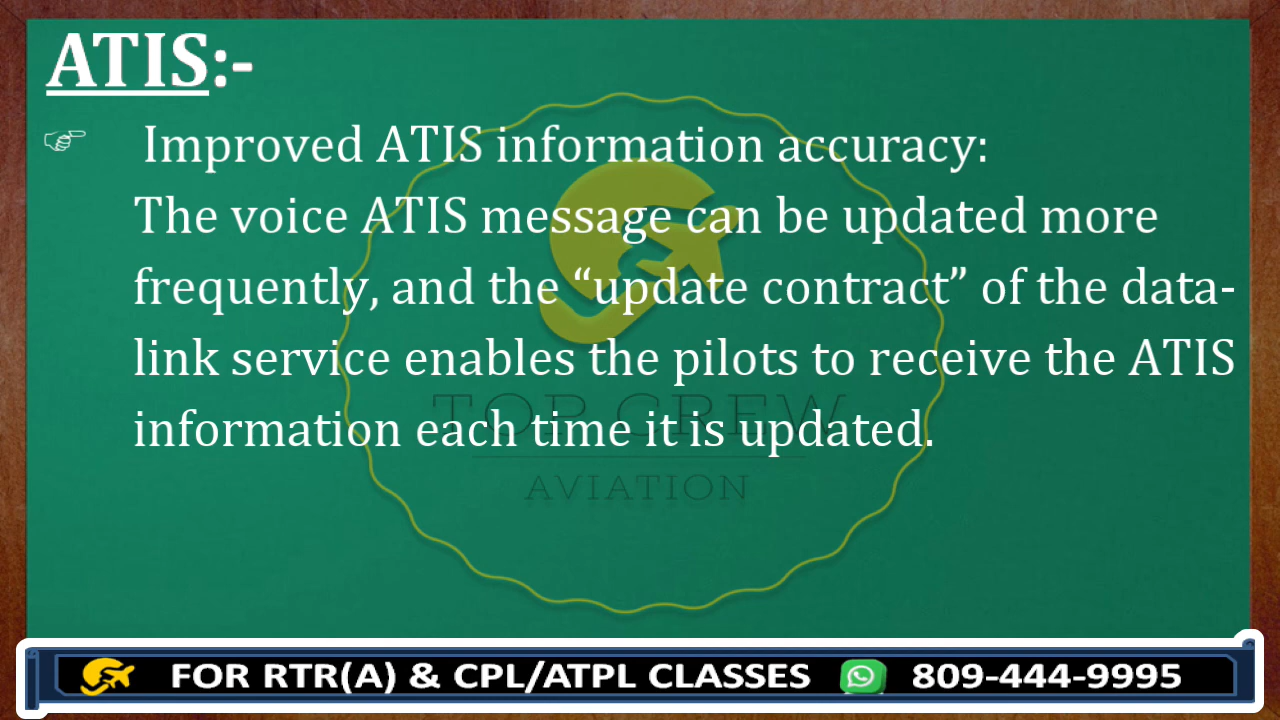 ATIS:-
☞ Improved ATIS information accuracy:
The voice ATIS message can be updated more
frequently, and the “update contract” of the data-
link service enables the pilots to receive the ATIS
information each time it is updated.
TOP CREW
AVIATION
FOR RTR(A) & CPL/ATPL CLASSES 809-444-9995